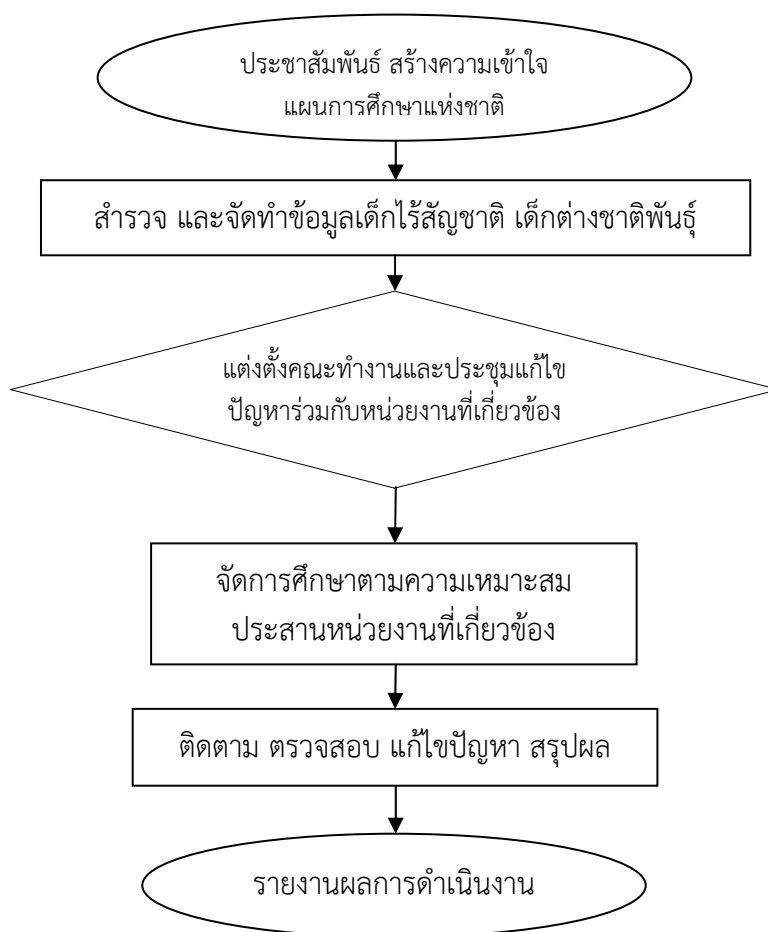 ประชาสัมพันธ์ สร้างความเข้าใจ
แผนการศึกษาแห่งชาติ
สำรวจ และจัดทำข้อมูลเด็กไร้สัญชาติ เด็กต่างชาติพันธุ์
แต่งตั้งคณะทำงานและประชุมแก้ไข
ปัญหาร่วมกับหน่วยงานที่เกี่ยวข้อง
จัดการศึกษาตามความเหมาะสม
ประสานหน่วยงานที่เกี่ยวข้อง
ติดตาม ตรวจสอบ แก้ไขปัญหา สรุปผล
รายงานผลการดำเนินงาน